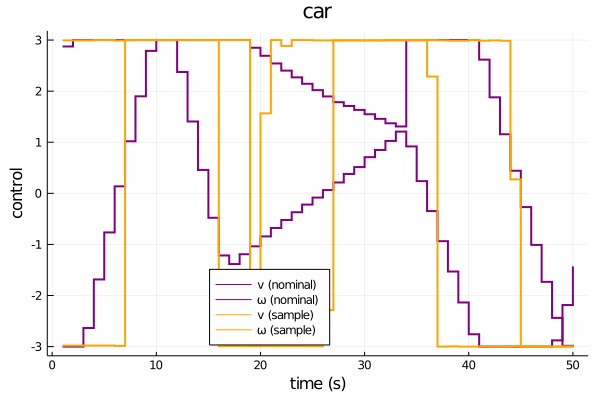 car
3
2
1
0
-1
-2
-3
control
v (nominal)
ω (nominal)
v (sample)
ω (sample)
0
10
20
30
40
50
time (s)